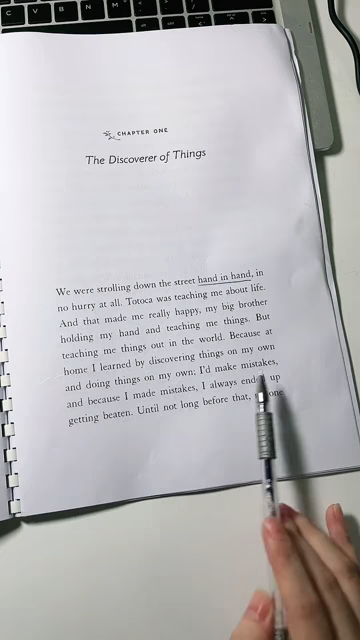 C V B N M
CHAPTER ONE
The Discoverer of Things
We were strolling down the street hand in hand, in
no hurry at all. Totoca was teaching me about life.
And that made me really happy, my big brother
holding my hand and teaching me things. But
teaching me things out in the world. Because at
home I learned by discovering things on my own
and doing things on my own: I'd make mistakes,
and because I made mistakes, I always ended up
getting beaten. Until not long before that,